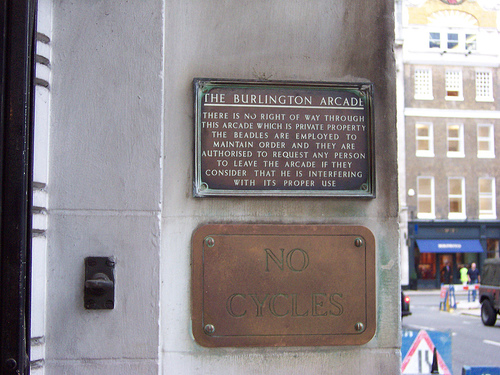 THE BURLINGTON ARCADE
THERE IS NO RIGHT OF WAY THROUGH
THIS ARCADE WHICH IS PRIVATE PROPERTY
THE BEADLES ARE EMPLOYED TO
MAINTAIN ORDER AND THEY ARE
AUTHORISED TO REQUEST ANY PERSON
TO LEAVE THE ARCADE IF THEY
CONSIDER THAT HE IS INTERFERING
WITH ITS PROPER USE
NO
CYCLES